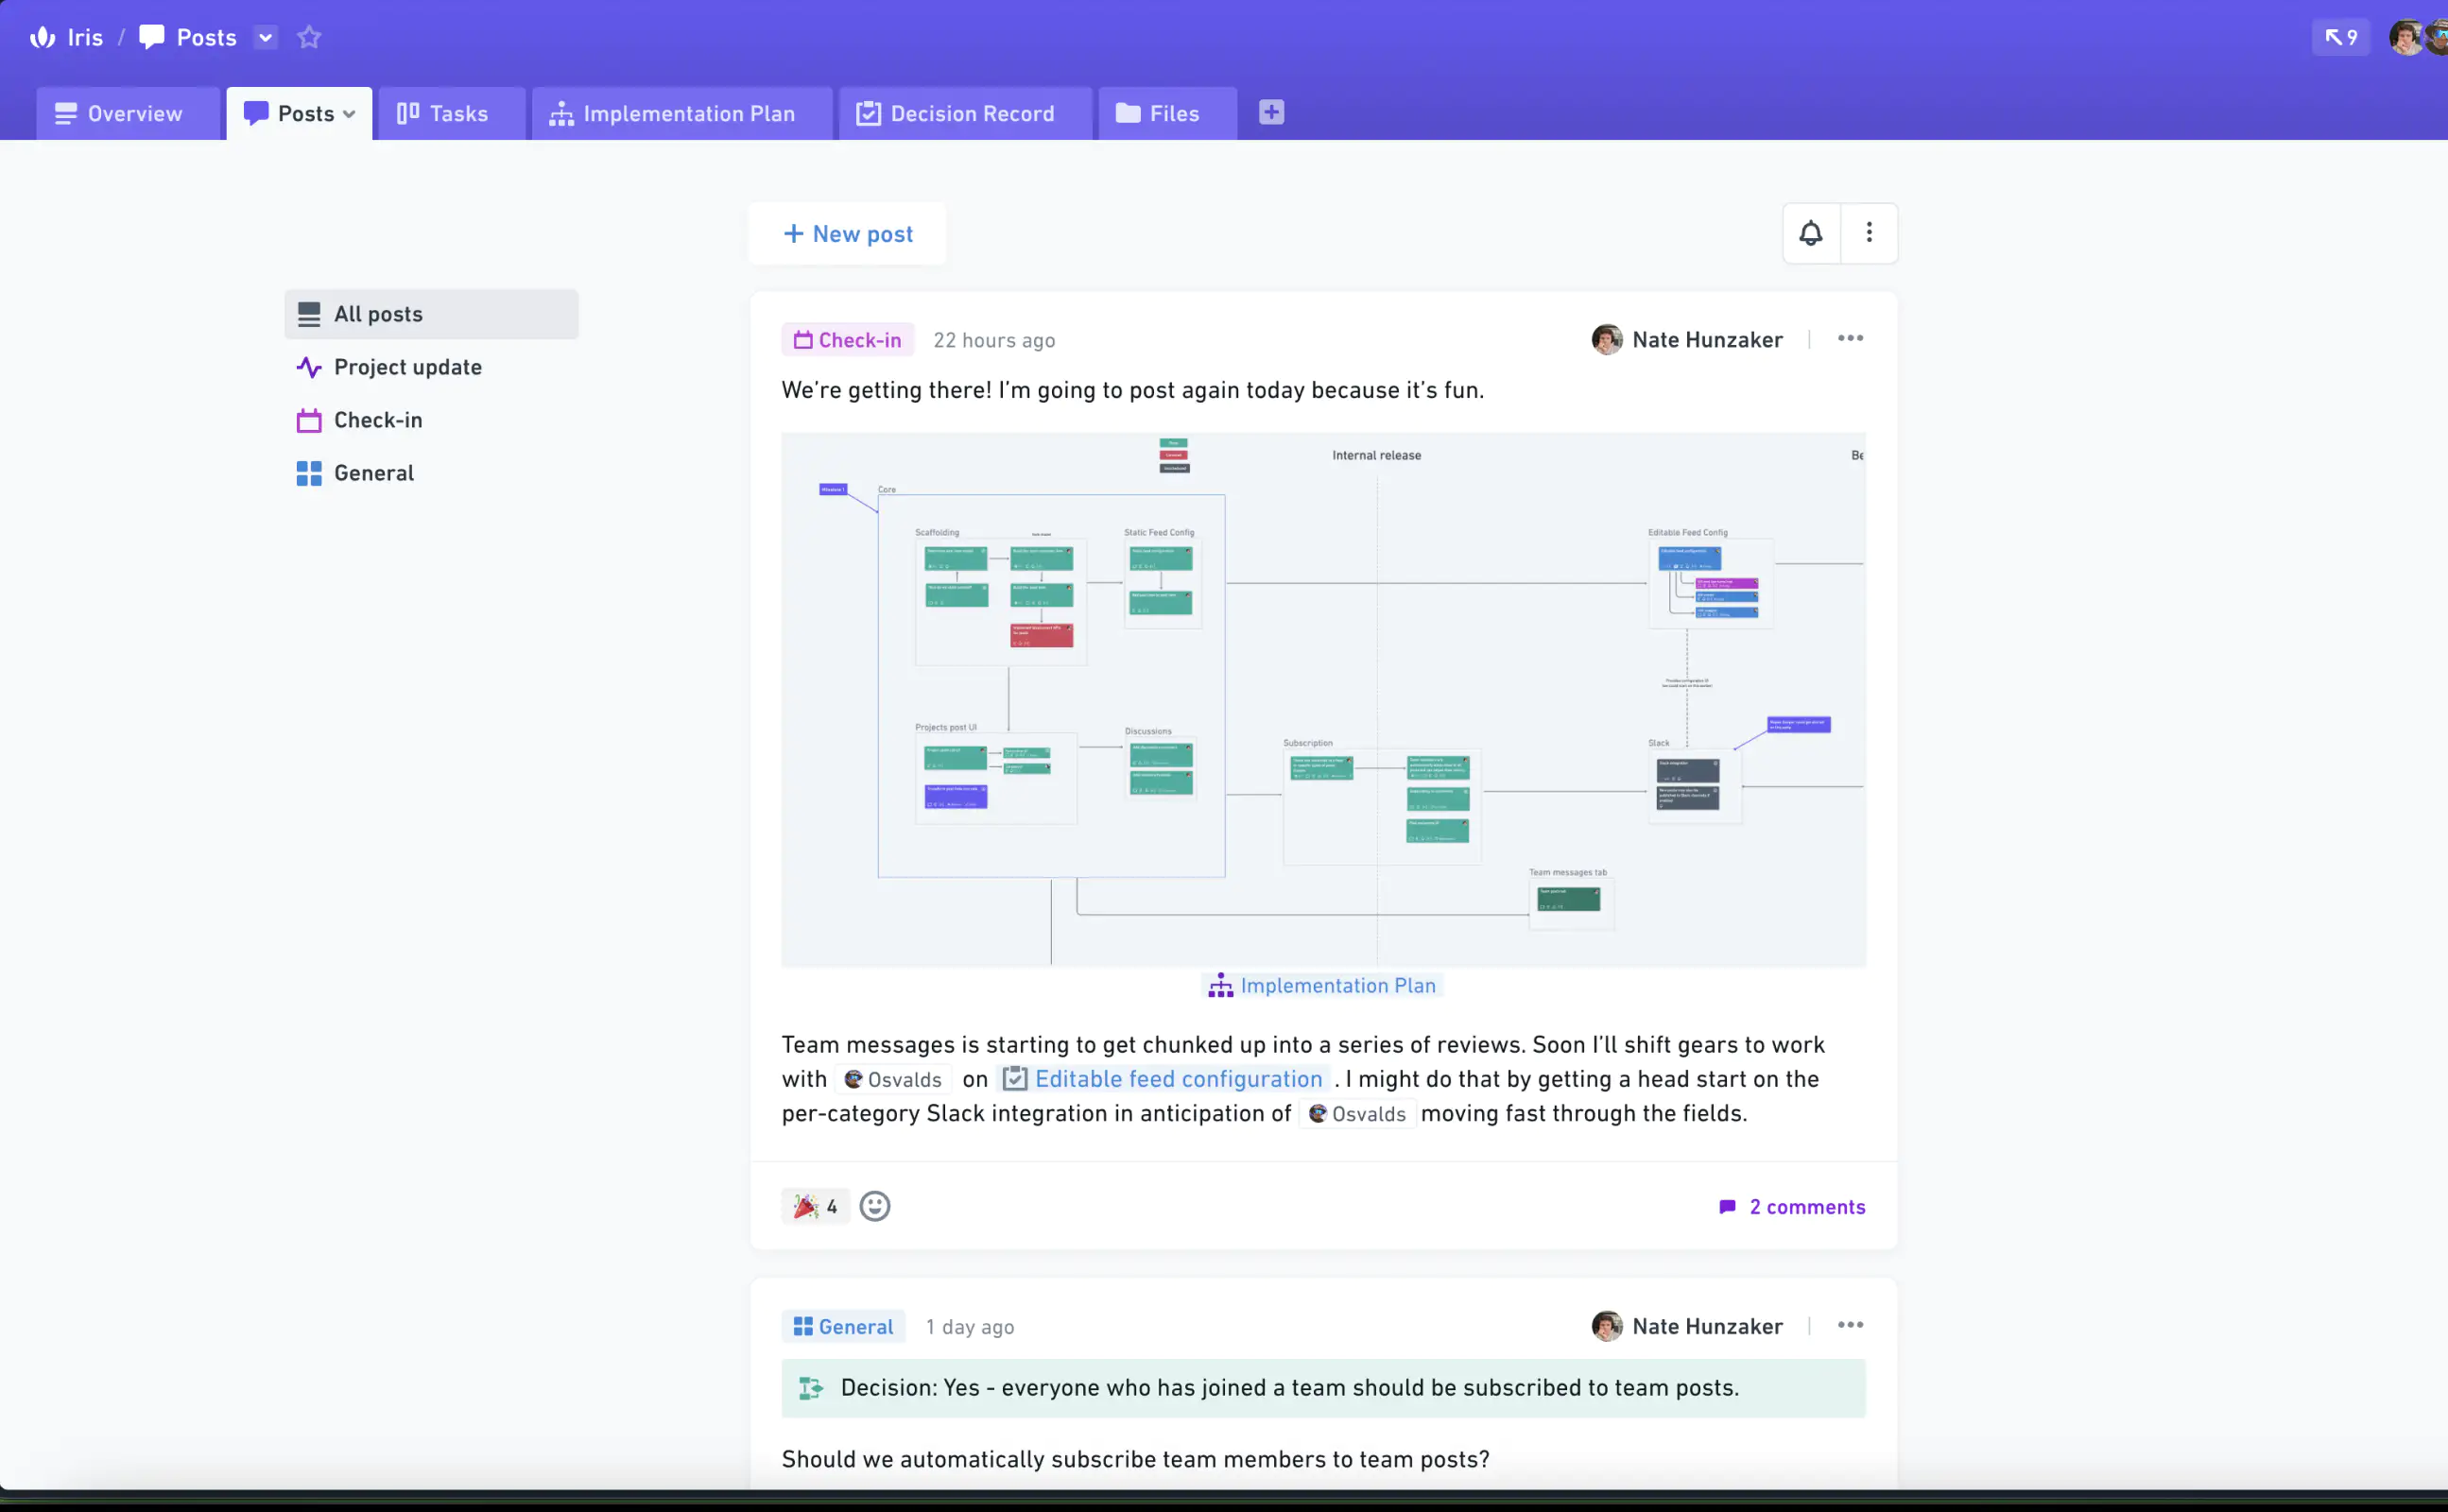 Iris / Posts
9
Overview
Posts
Tasks
Implementation Plan
Decision Record
Files
+ New post
All posts
Project update
Check-in
General
Check-in 22 hours ago
Nate Hunzaker
We’re getting there! I’m going to post again today because it’s fun.
Internal release
Be
Core
Scaffolding
Static Feed Config
Editable Feed Config
Projects post UI
Discussions
Subscription
Slack
Team messages tab
Implementation Plan
Team messages is starting to get chunked up into a series of reviews. Soon I’ll shift gears to work
with Osvalds on Editable feed configuration . I might do that by getting a head start on the
per-category Slack integration in anticipation of Osvalds moving fast through the fields.
4
2 comments
General 1 day ago
Nate Hunzaker
Decision: Yes - everyone who has joined a team should be subscribed to team posts.
Should we automatically subscribe team members to team posts?